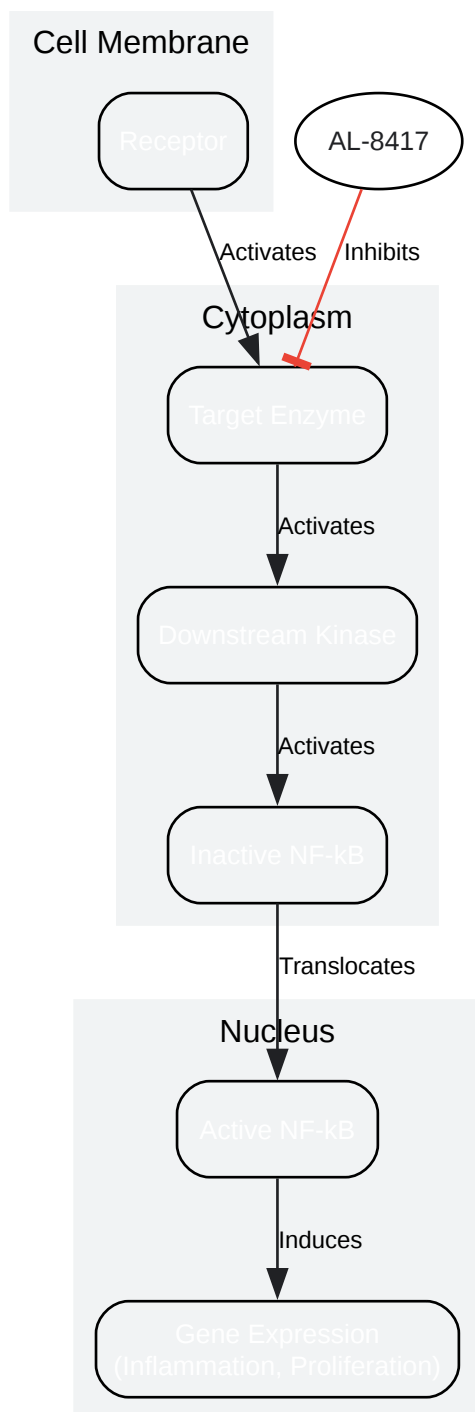 Cell Membrane
Receptor
AL-8417
Activates
Inhibits
Cytoplasm
Target Enzyme
Activates
Downstream Kinase
Activates
Inactive NF-kB
Translocates
Nucleus
Active NF-kB
Induces
Gene Expression
(Inflammation, Proliferation)